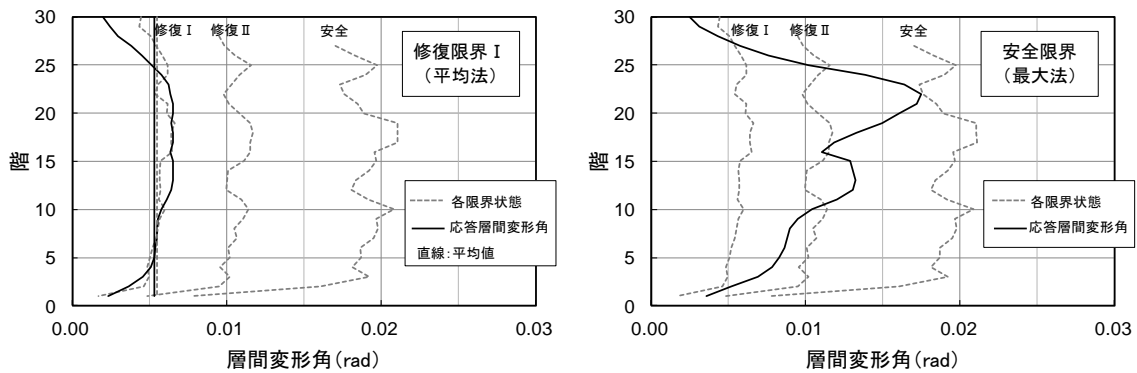 30
25
20
15
10
5
0
階
修復Ⅰ
修復Ⅱ
安全
修復限界Ⅰ
（平均法）
各限界状態
応答層間変形角
直線：平均値
0.00
0.01
0.02
0.03
層間変形角(rad)
30
25
20
15
10
5
0
階
修復Ⅰ
修復Ⅱ
安全
安全限界
（最大法）
各限界状態
応答層間変形角
0.00
0.01
0.02
0.03
層間変形角(rad)